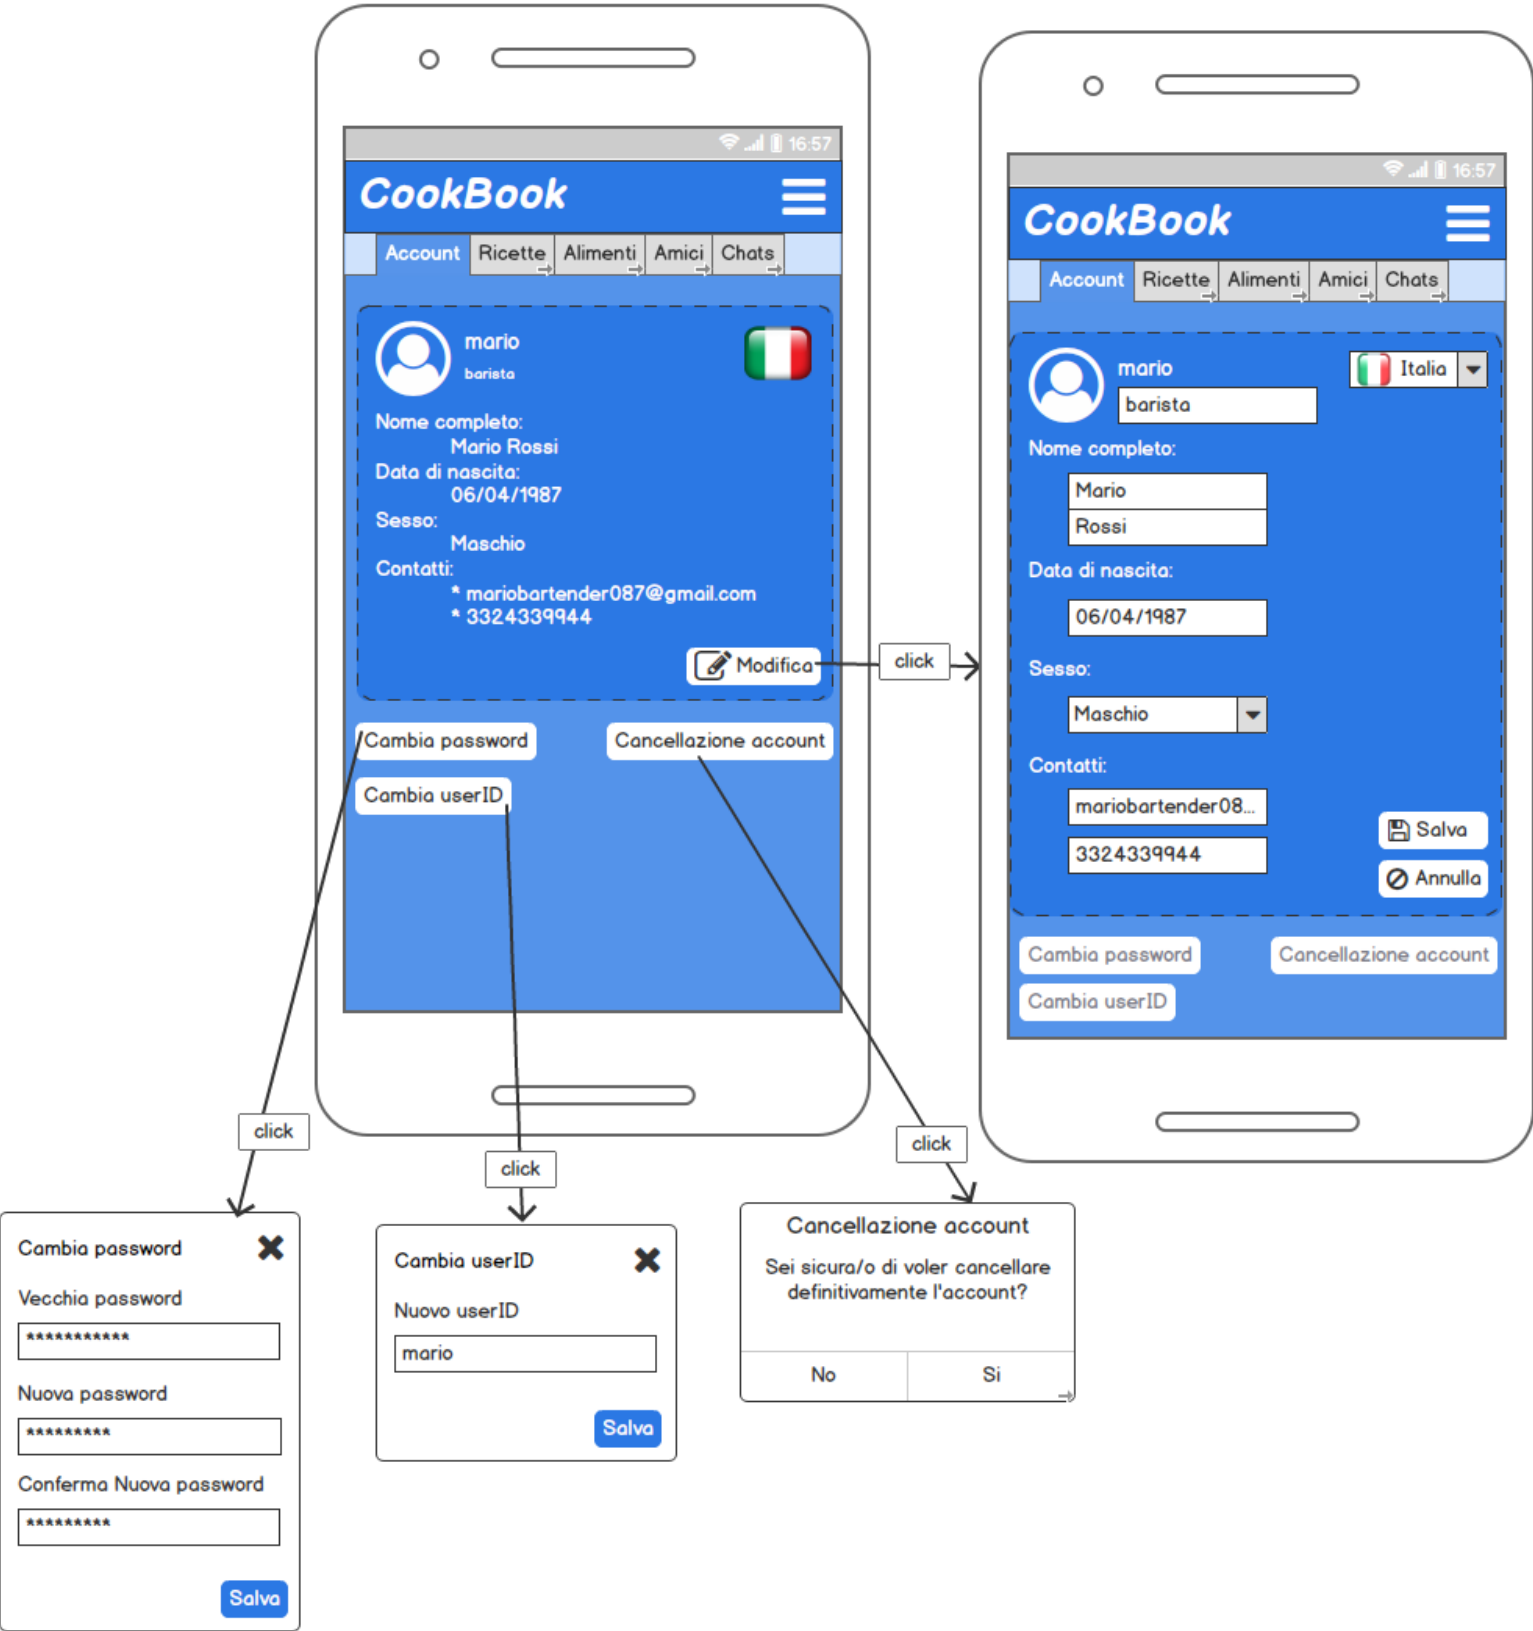 16:57
CookBook
Account Ricette Alimenti Amici Chats
mario
barista
Nome completo:
Mario Rossi
Data di nascita:
06/04/1987
Sesso:
Maschio
Contatti:
* mariobartender087@gmail.com
* 3324339944
Modifica
Cambia password Cancellazione account
Cambia userID
click
16:57
CookBook
Account Ricette Alimenti Amici Chats
mario Italia
barista
Nome completo:
Mario
Rossi
Data di nascita:
06/04/1987
Sesso:
Maschio
Contatti:
mariobartender08...
3324339944
Salva
Annulla
Cambia password Cancellazione account
Cambia userID
click
Cambia password
Vecchia password
***********
Nuova password
*********
Conferma Nuova password
*********
Salva
click
Cambia userID
Nuovo userID
mario
Salva
click
Cancellazione account
Sei sicura/o di voler cancellare
definitivamente l'account?
No Si